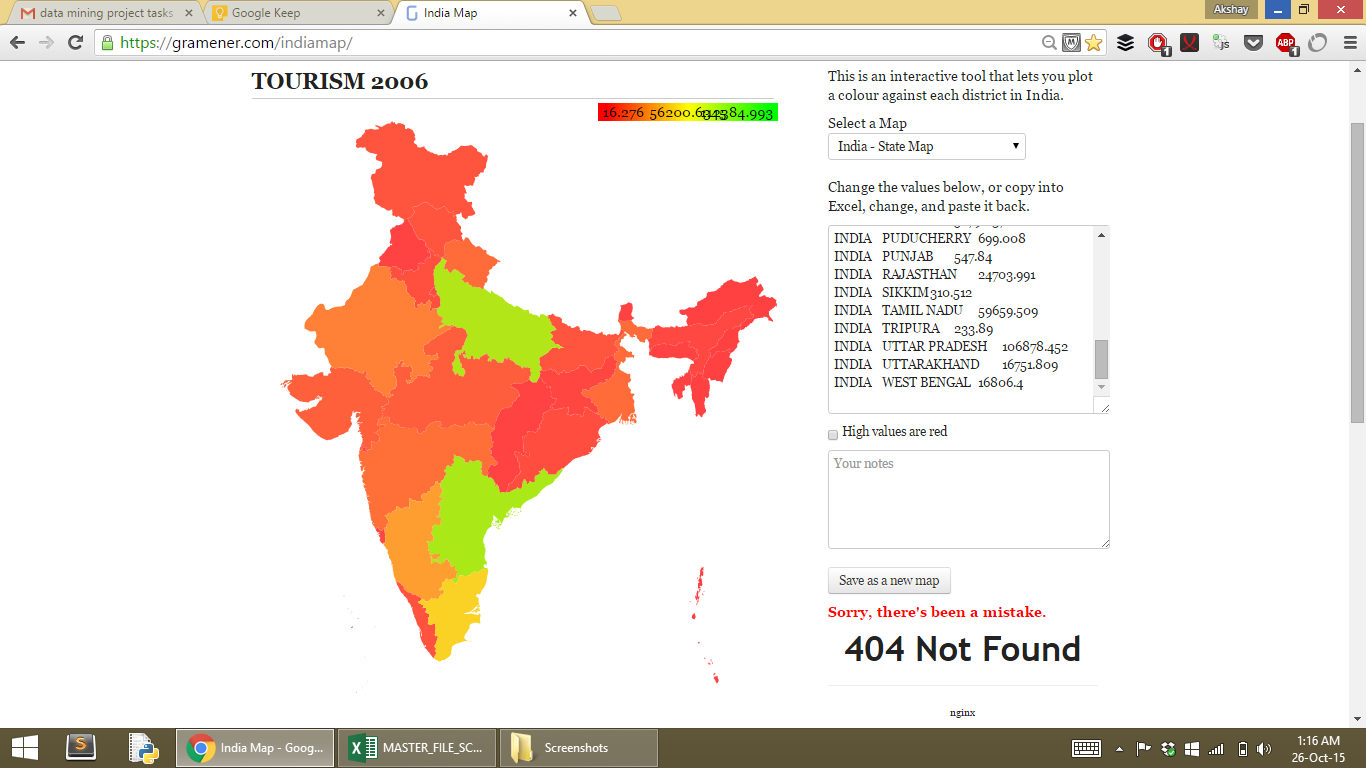 data mining project tasks
Google Keep
India Map
Akshay
https://gramener.com/indiamap/
TOURISM 2006
16.276 56200.634
This is an interactive tool that lets you plot
a colour against each district in India.
Select a Map
India - State Map
Change the values below, or copy into
Excel, change, and paste it back.
INDIA PUDUCHERRY 699.008
INDIA PUNJAB 547.84
INDIA RAJASTHAN 24703.991
INDIA SIKKIM 310.512
INDIA TAMIL NADU 59659.509
INDIA TRIPURA 233.89
INDIA UTTAR PRADESH 106878.452
INDIA UTTARAKHAND 16751.809
INDIA WEST BENGAL 16806.4
High values are red
Your notes
Save as a new map
Sorry, there's been a mistake.
404 Not Found
nginx
India Map - Goog...
MASTER_FILE_SC...
Screenshots
1:16 AM
26-Oct-15